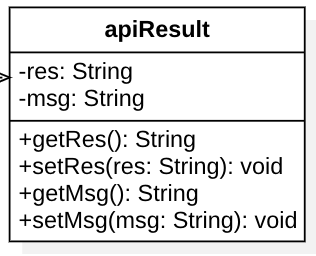 apiResult
-res: String
-msg: String
+getRes(): String
+setRes(res: String): void
+getMsg(): String
+setMsg(msg: String): void